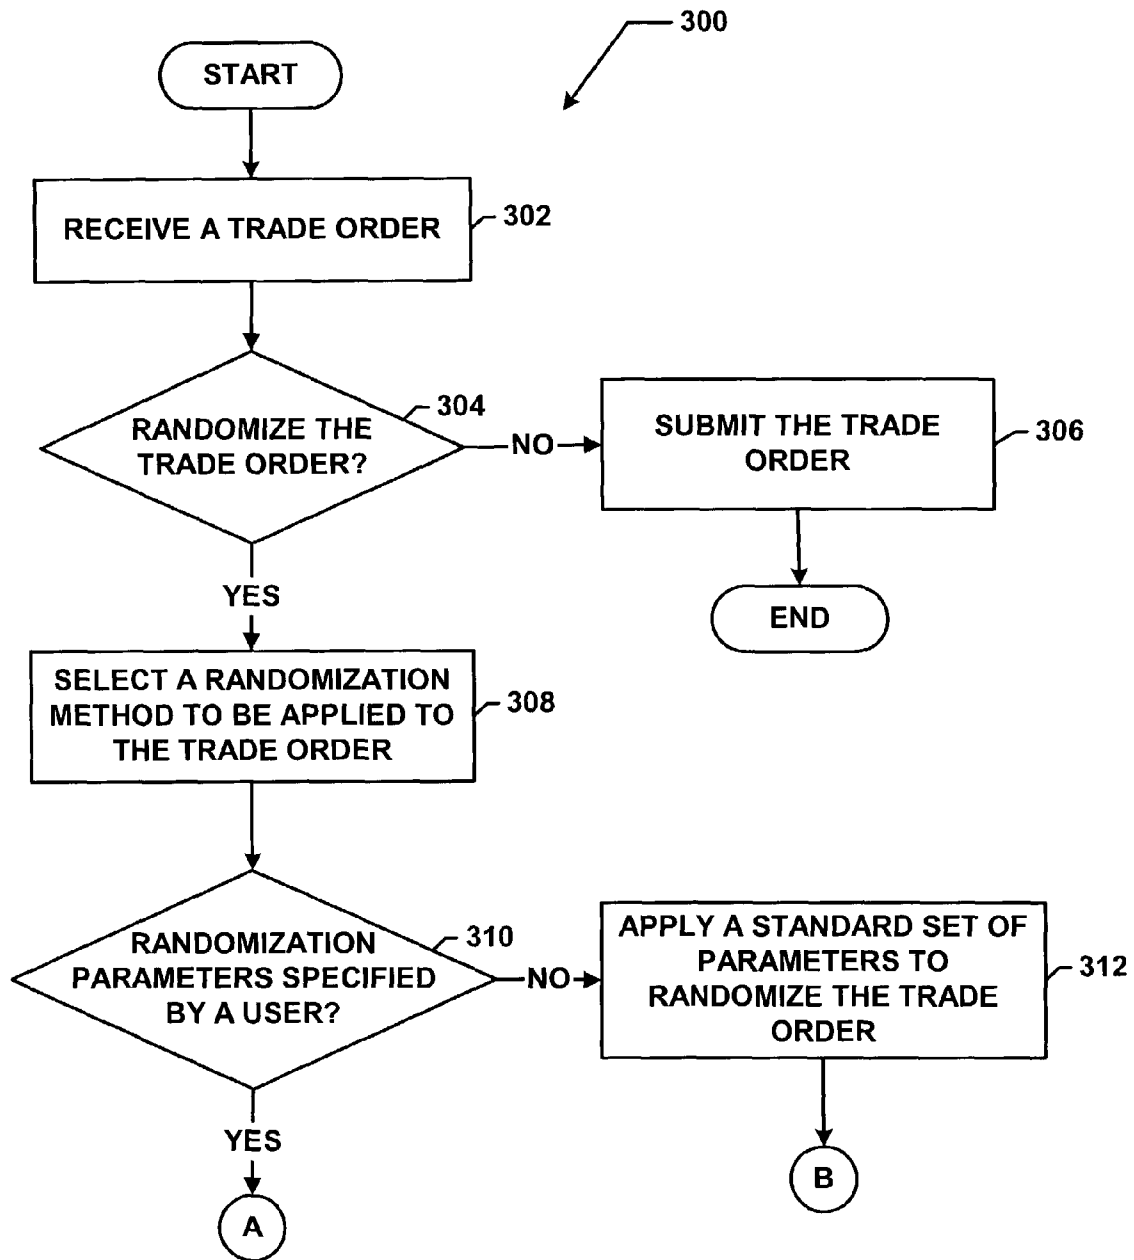 300
START
RECEIVE A TRADE ORDER
302
RANDOMIZE THE
TRADE ORDER?
304
NO
SUBMIT THE TRADE
ORDER
306
END
YES
SELECT A RANDOMIZATION
METHOD TO BE APPLIED TO
THE TRADE ORDER
308
RANDOMIZATION
PARAMETERS SPECIFIED
BY A USER?
310
NO
APPLY A STANDARD SET OF
PARAMETERS TO
RANDOMIZE THE TRADE
ORDER
312
YES
A
B